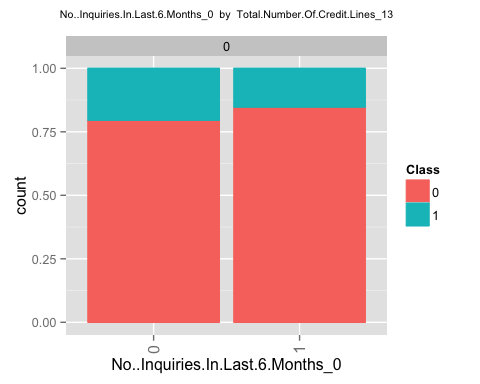 No..Inquiries.In.Last.6.Months_0 by Total.Number.Of.Credit.Lines_13
0
1.00
0.75
0.50
0.25
0.00
count
0
1
No..Inquiries.In.Last.6.Months_0
Class
0
1